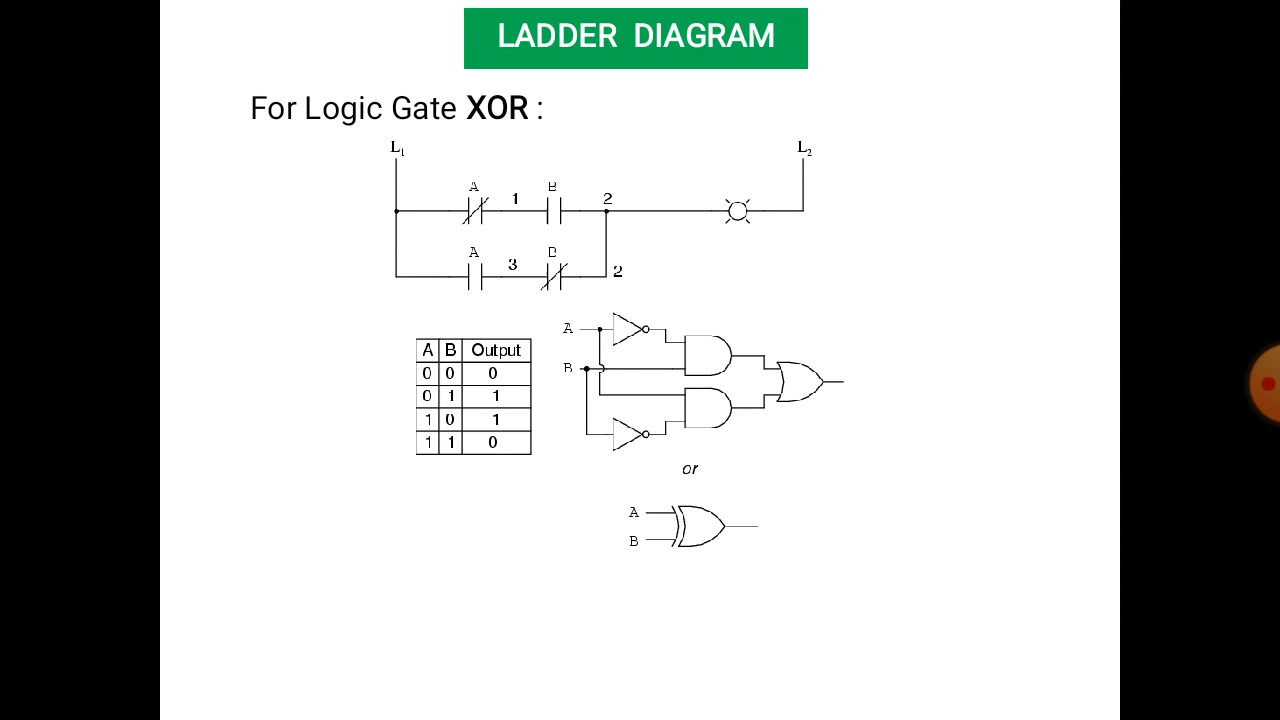 LADDER DIAGRAM
For Logic Gate XOR :
L1 L2
A 1 B 2
A 3 B 2
A B Output
0 0 0
0 1 1
1 0 1
1 1 0
A
B
or
A
B